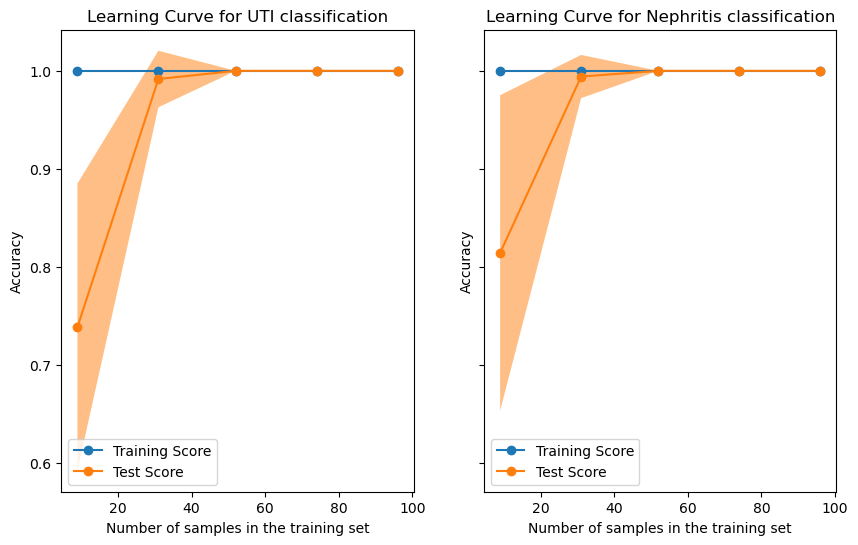 Learning Curve for UTI classification
Learning Curve for Nephritis classification
1.0
0.9
0.8
0.7
0.6
Accuracy
Accuracy
Training Score
Test Score
Training Score
Test Score
20 40 60 80 100
20 40 60 80 100
Number of samples in the training set
Number of samples in the training set